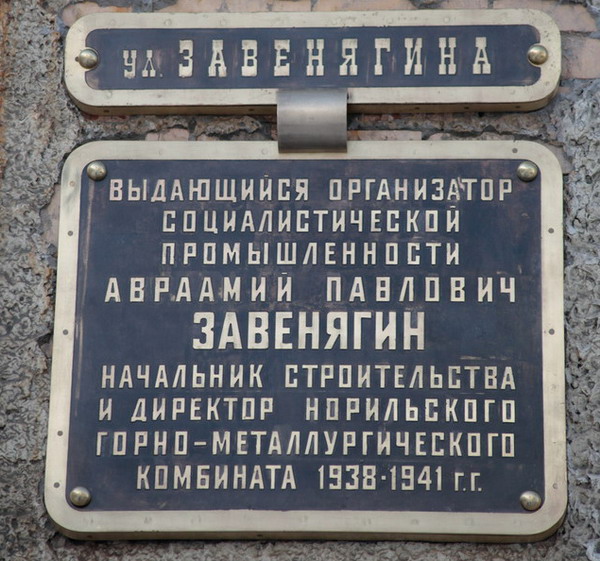 ул. ЗАВЕНЯГИНА
ВЫДАЮЩИЙСЯ ОРГАНИЗАТОР
СОЦИАЛИСТИЧЕСКОЙ
ПРОМЫШЛЕННОСТИ
АВРААМИЙ ПАВЛОВИЧ
ЗАВЕНЯГИН
НАЧАЛЬНИК СТРОИТЕЛЬСТВА
И ДИРЕКТОР НОРИЛЬСКОГО
ГОРНО-МЕТАЛЛУРГИЧЕСКОГО
КОМБИНАТА 1938-1941 г.г.